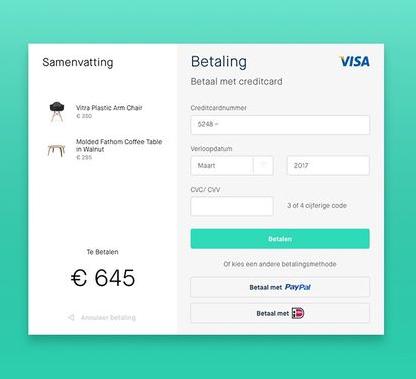 Samenvatting
Vitra Plastic Arm Chair
€ 350
Molded Fathom Coffee Table
in Walnut
€ 295
Te Betalen
€ 645
Annuleer betaling
Betaling
VISA
Betaal met creditcard
Creditcardnummer
5248 –
Verloopdatum
Maart
2017
CVC/ CVV
3 of 4 cijferige code
Betalen
Of kies een andere betalingsmethode
Betaal met PayPal
Betaal met